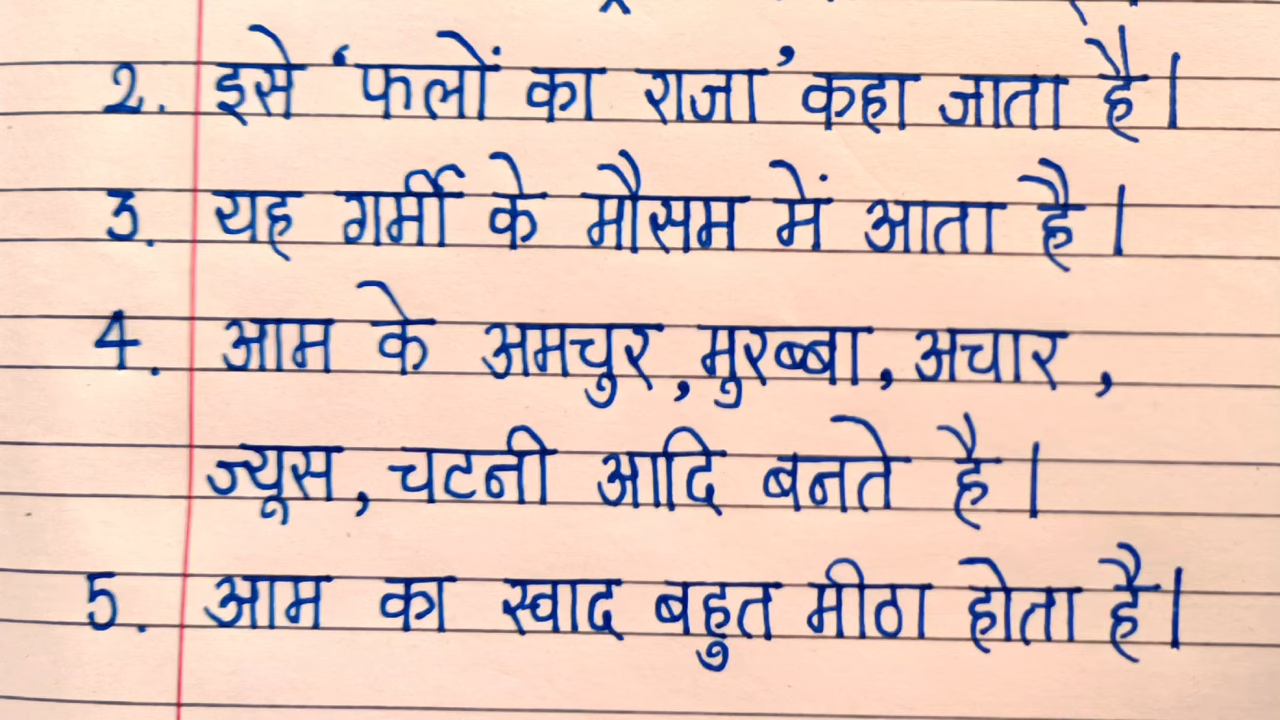 2. इसे 'फलों का राजा' कहा जाता है।
3. यह गर्मी के मौसम में आता है।
4. आम के अमचुर, मुरब्बा, अचार,
ज्यूस, चटनी आदि बनते है।
5. आम का स्वाद बहुत मीठा होता है।